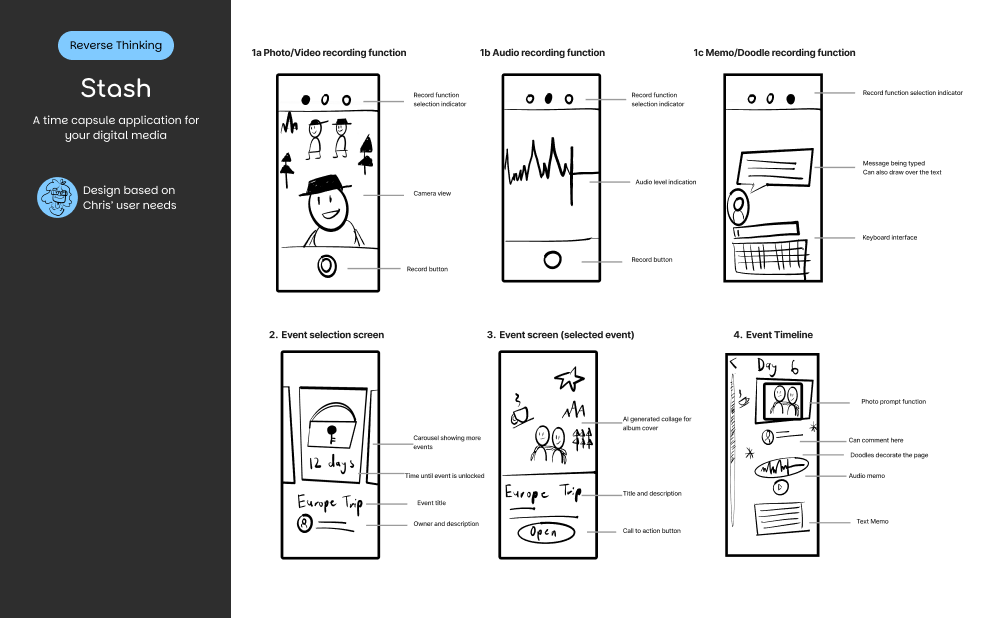 Reverse Thinking
Stash
A time capsule application for
your digital media
Design based on
Chris' user needs
1a Photo/Video recording function
Record function
selection indicator
Camera view
Record button
1b Audio recording function
Record function
selection indicator
Audio level indication
Record button
1c Memo/Doodle recording function
Record function selection indicator
Message being typed
Can also draw over the text
Keyboard interface
2. Event selection screen
12 days
Europe Trip
Carousel showing more
events
Time until event is unlocked
Event title
Owner and description
3. Event screen (selected event)
Europe Trip
Open
AI generated collage for
album cover
Title and description
Call to action button
4. Event Timeline
Day 6
Photo prompt function
Can comment here
Doodles decorate the page
Audio memo
Text Memo